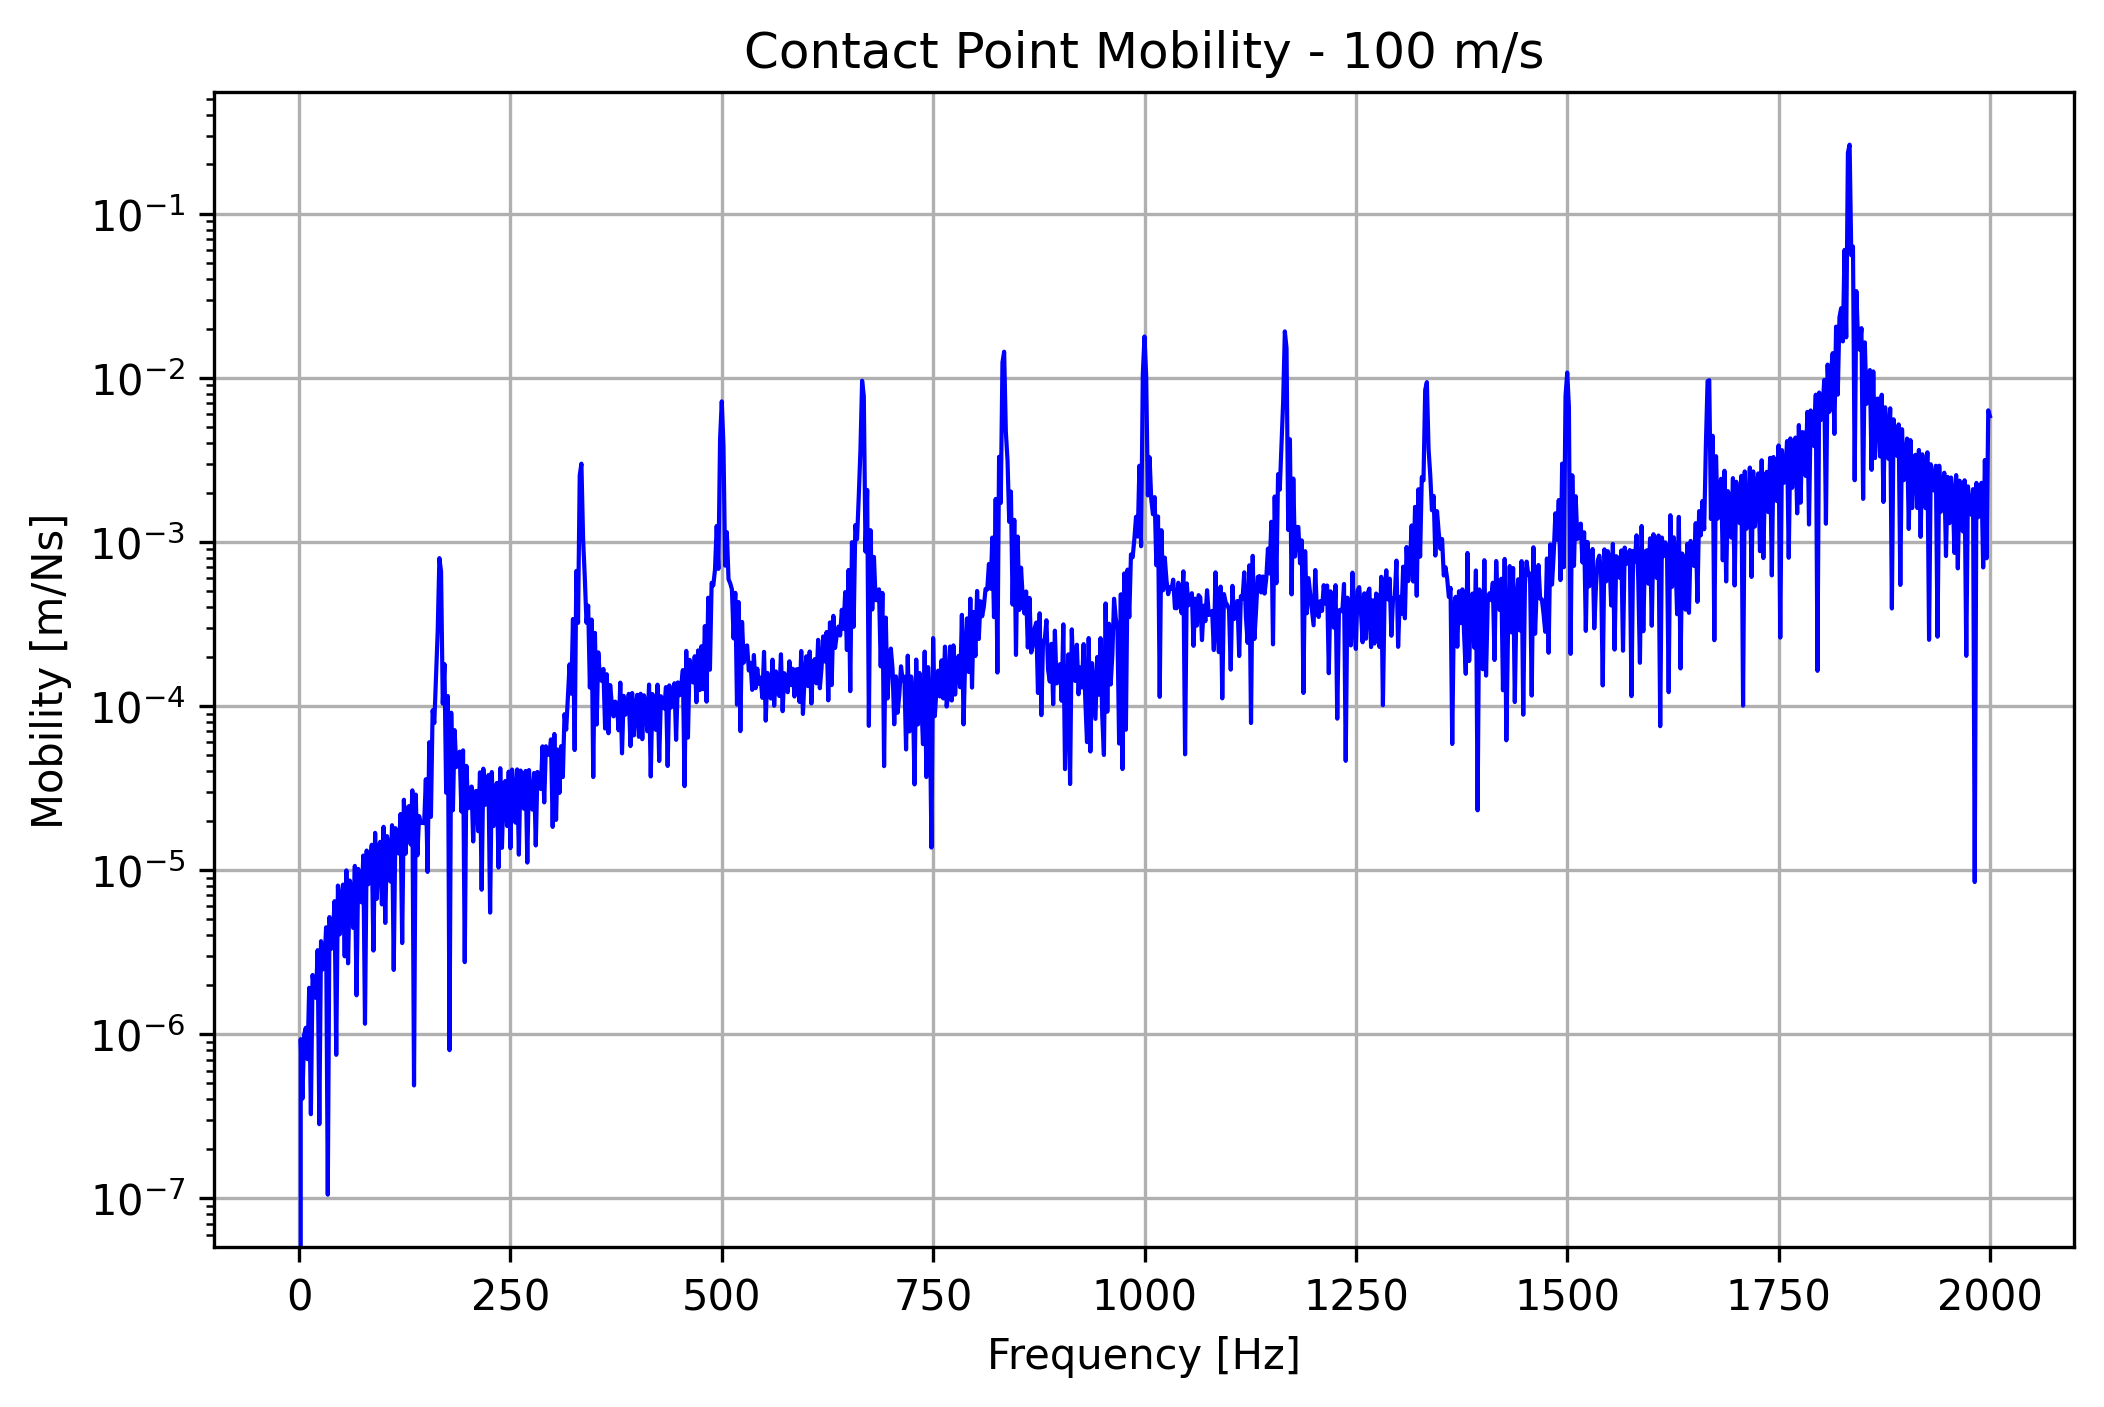 Contact Point Mobility - 100 m/s
Mobility [m/Ns]
10⁻¹
10⁻²
10⁻³
10⁻⁴
10⁻⁵
10⁻⁶
10⁻⁷
0 250 500 750 1000 1250 1500 1750 2000
Frequency [Hz]